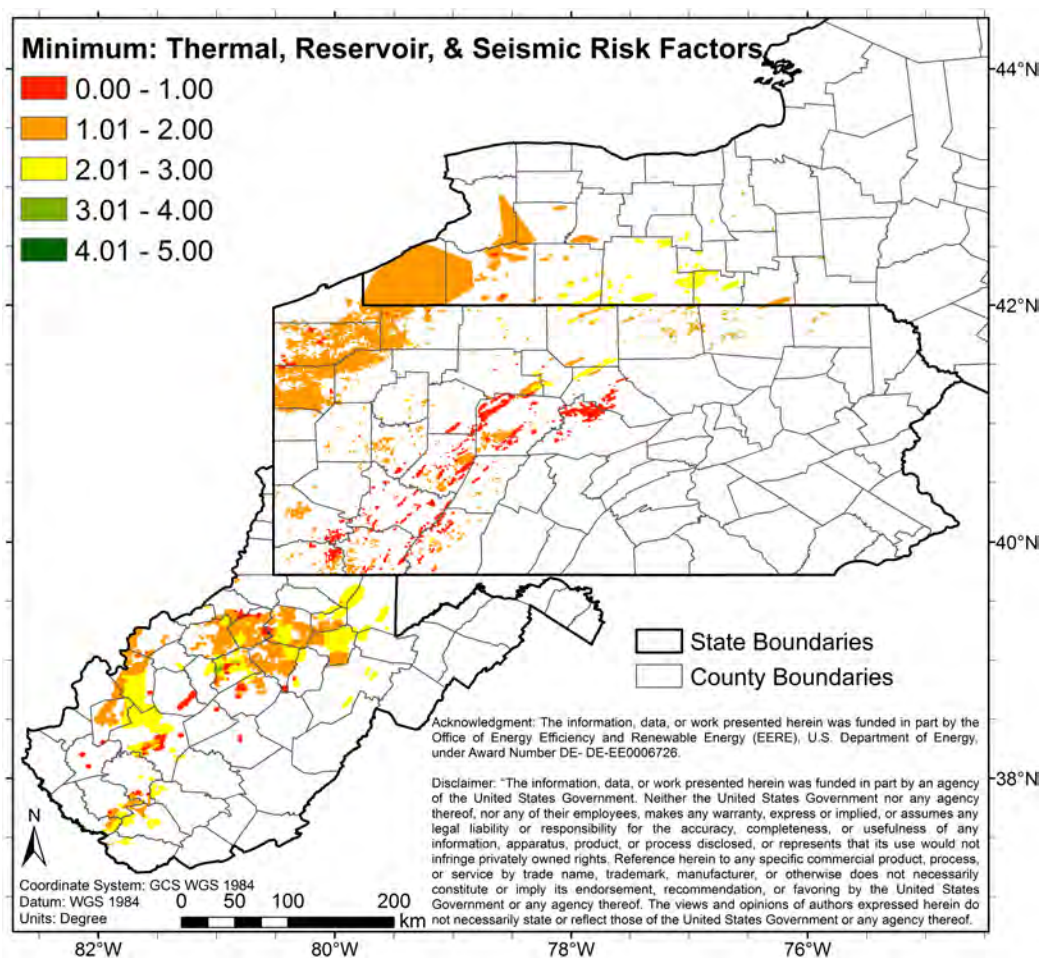 Minimum: Thermal, Reservoir, & Seismic Risk Factors
0.00 - 1.00
1.01 - 2.00
2.01 - 3.00
3.01 - 4.00
4.01 - 5.00
44°N
42°N
40°N
38°N
State Boundaries
County Boundaries
Acknowledgment: The information, data, or work presented herein was funded in part by the
Office of Energy Efficiency and Renewable Energy (EERE), U.S. Department of Energy,
under Award Number DE- DE-EE0006726.
Disclaimer: “The information, data, or work presented herein was funded in part by an agency
of the United States Government. Neither the United States Government nor any agency
thereof, nor any of their employees, makes any warranty, express or implied, or assumes any
legal liability or responsibility for the accuracy, completeness, or usefulness of any
information, apparatus, product, or process disclosed, or represents that its use would not
infringe privately owned rights. Reference herein to any specific commercial product, process,
or service by trade name, trademark, manufacturer, or otherwise does not necessarily
constitute or imply its endorsement, recommendation, or favoring by the United States
Government or any agency thereof. The views and opinions of authors expressed herein do
not necessarily state or reflect those of the United States Government or any agency thereof.
N
Coordinate System: GCS WGS 1984
Datum: WGS 1984
Units: Degree
0 50 100 200
km
82°W 80°W 78°W 76°W